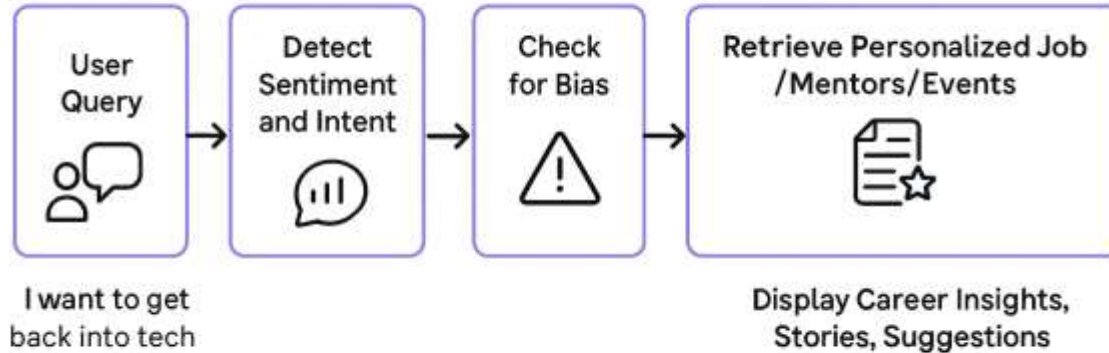 User
Query
Detect
Sentiment
and Intent
Check
for Bias
Retrieve Personalized Job
/Mentors/Events
I want to get
back into tech
Display Career Insights,
Stories, Suggestions